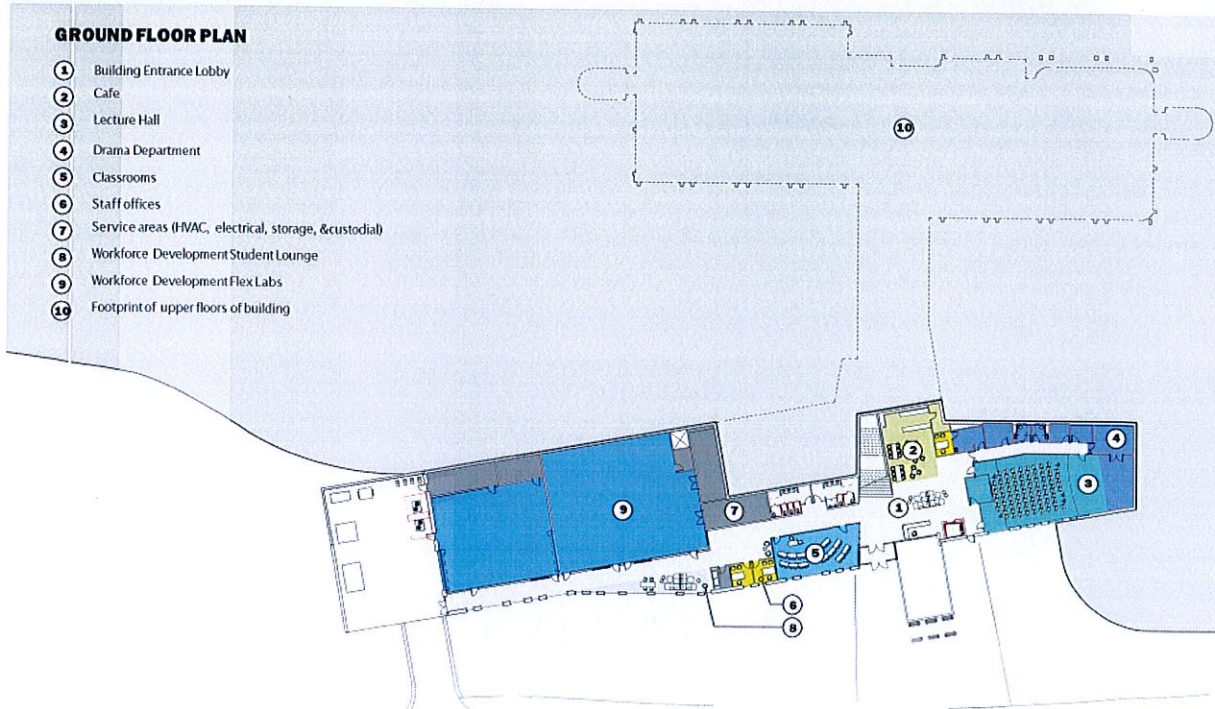 GROUND FLOOR PLAN
1 Building Entrance Lobby
2 Cafe
3 Lecture Hall
4 Drama Department
5 Classrooms
6 Staff offices
7 Service areas (HVAC, electrical, storage, &custodial)
8 Workforce Development Student Lounge
9 Workforce Development Flex Labs
10 Footprint of upper floors of building
10
2
4
3
9
7
1
5
6
8